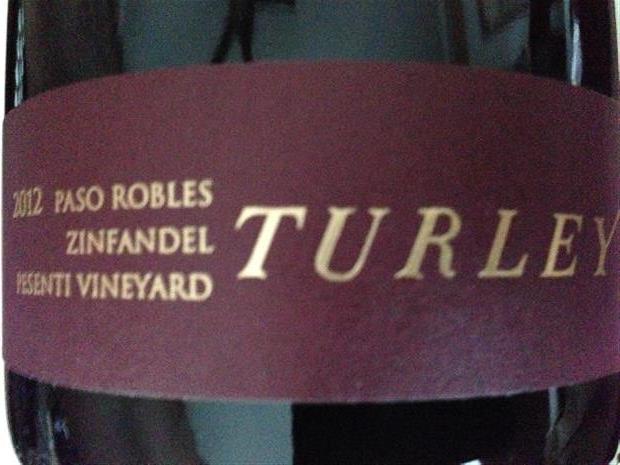 2012 PASO ROBLES
ZINFANDEL
PESENTI VINEYARD
TURLEY